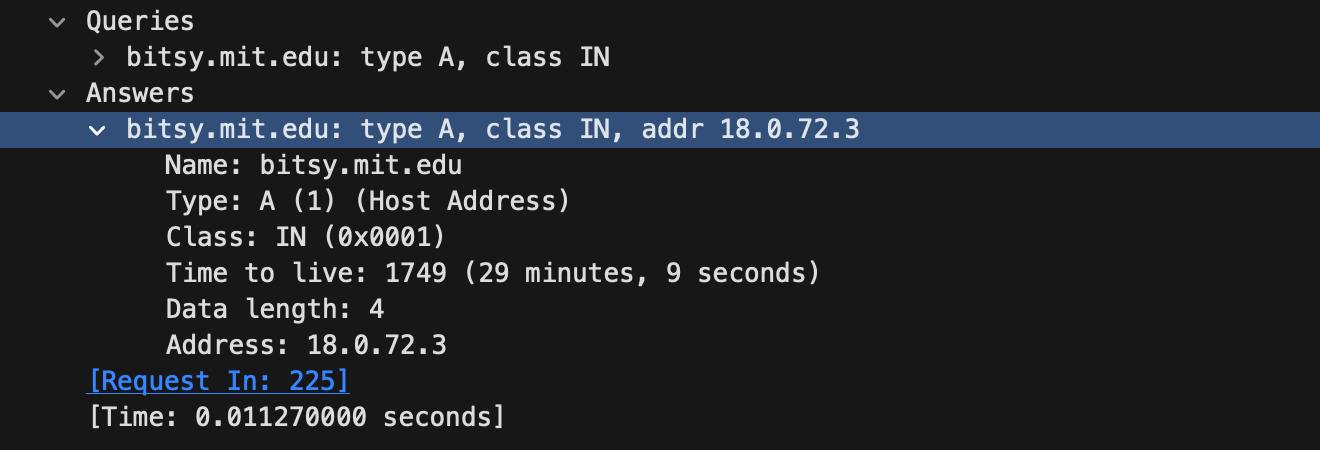 Queries
bitsy.mit.edu: type A, class IN
Answers
bitsy.mit.edu: type A, class IN, addr 18.0.72.3
Name: bitsy.mit.edu
Type: A (1) (Host Address)
Class: IN (0x0001)
Time to live: 1749 (29 minutes, 9 seconds)
Data length: 4
Address: 18.0.72.3
[Request In: 225]
[Time: 0.011270000 seconds]